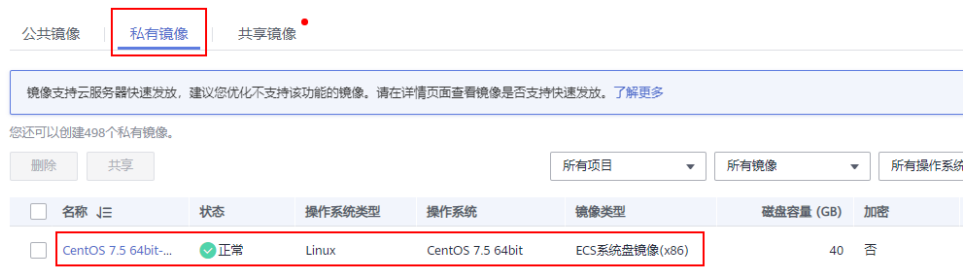 公共镜像 私有镜像 共享镜像
镜像支持云服务器快速发放，建议您优化不支持该功能的镜像。请在详情页面查看镜像是否支持快速发放。了解更多
您还可以创建498个私有镜像。
删除 共享 所有项目 所有镜像 所有操作系统
名称 状态 操作系统类型 操作系统 镜像类型 磁盘容量 (GB) 加密
CentOS 7.5 64bit-... 正常 Linux CentOS 7.5 64bit ECS系统盘镜像(x86) 40 否